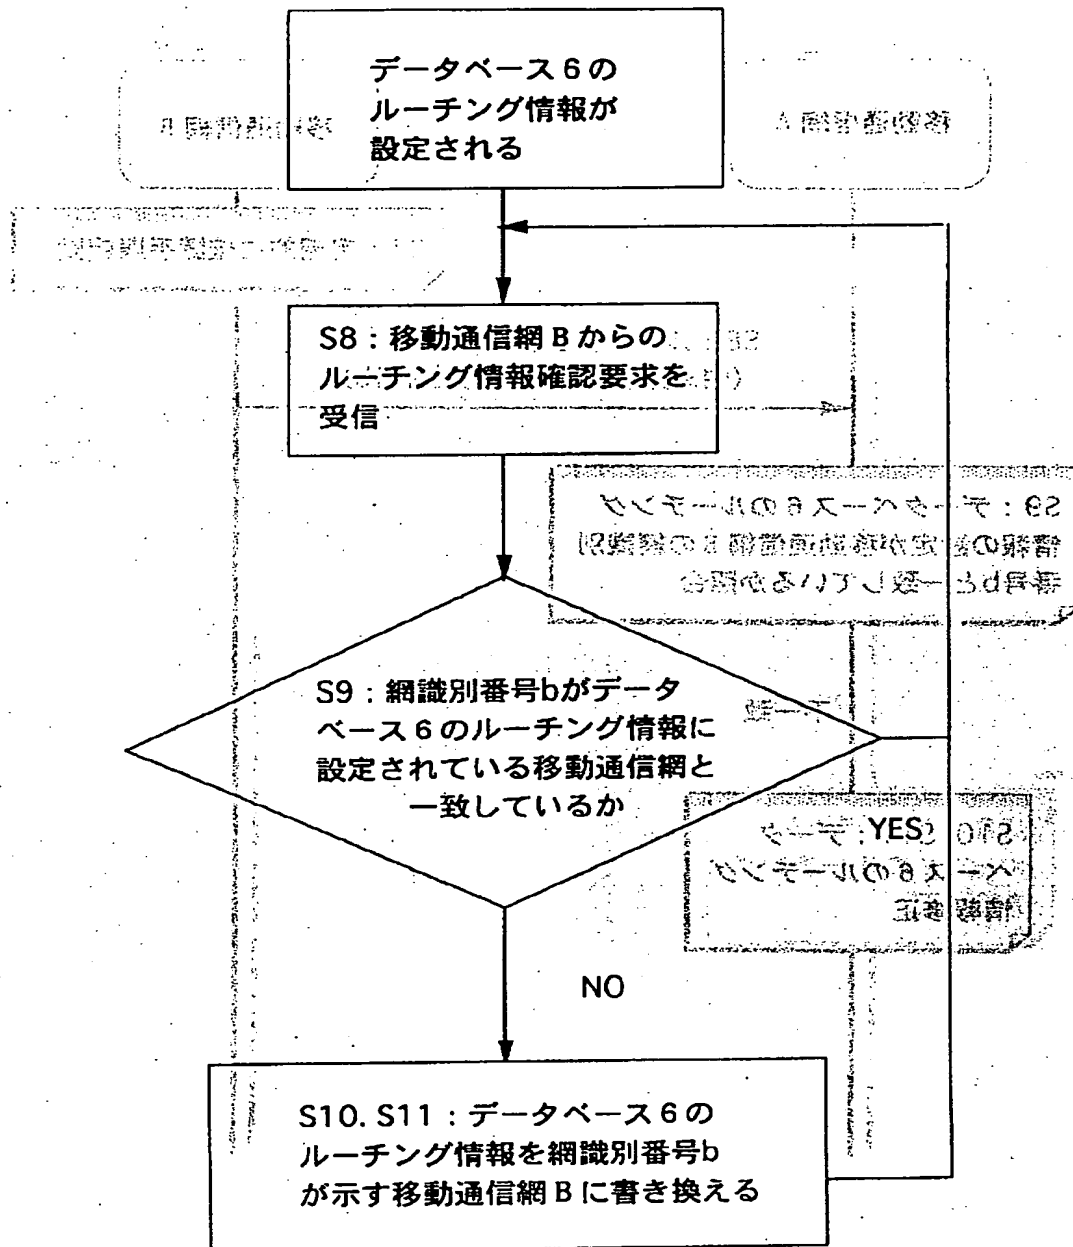 データベース6の
ルーチング情報が
設定される
S8：移動通信網Bからの
ルーチング情報確認要求を
受信
S9：網識別番号bがデータ
ベース6のルーチング情報に
設定されている移動通信網と
一致しているか
YES
NO
S10. S11：データベース6の
ルーチング情報を網識別番号b
が示す移動通信網Bに書き換える